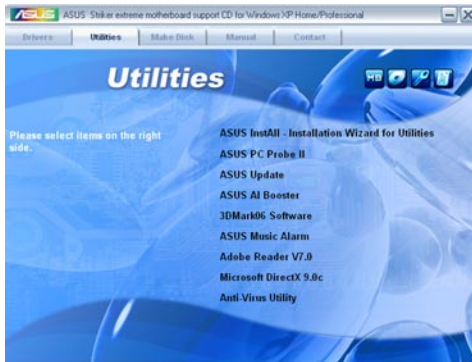 ASUS ASUS Striker extreme motherboard support CD for Windows XP Home/Professional
Drivers Utilities Make Disk Manual Contact
Utilities
MB
Please select items on the right
side.
ASUS InstAll - Installation Wizard for Utilities
ASUS PC Probe II
ASUS Update
ASUS AI Booster
3DMark06 Software
ASUS Music Alarm
Adobe Reader V7.0
Microsoft DirectX 9.0c
Anti-Virus Utility